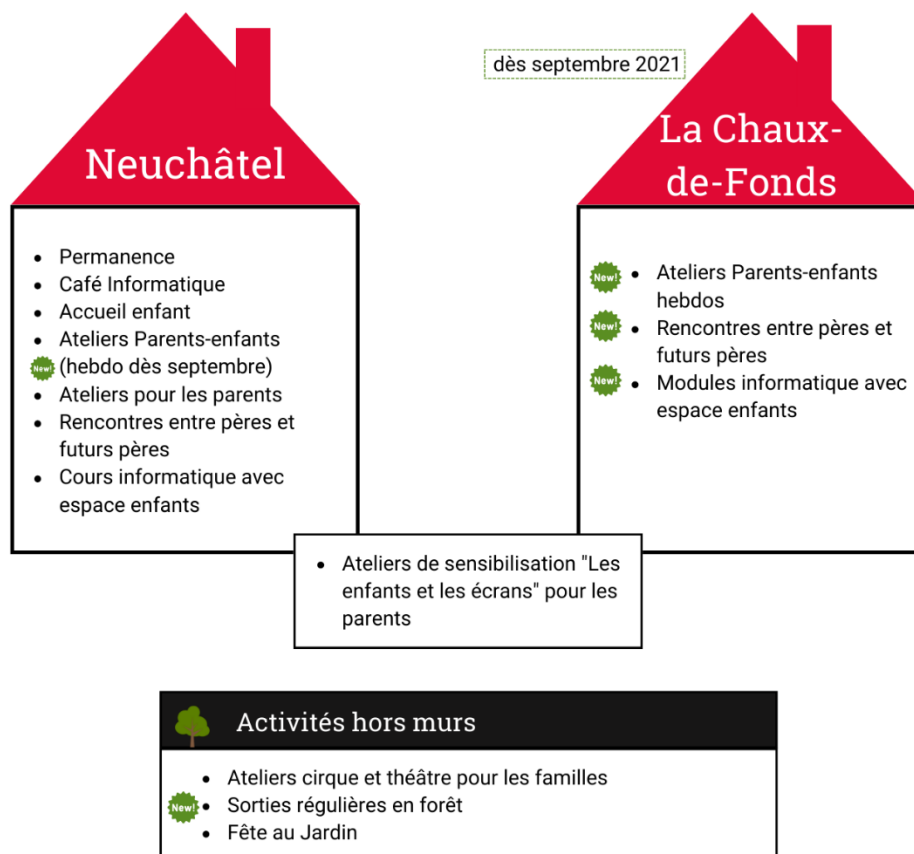 dès septembre 2021
Neuchâtel
• Permanence
• Café Informatique
• Accueil enfant
• Ateliers Parents-enfants
New! (hebdo dès septembre)
• Ateliers pour les parents
• Rencontres entre pères et
futurs pères
• Cours informatique avec
espace enfants
La Chaux-
de-Fonds
New! • Ateliers Parents-enfants
hebdos
New! • Rencontres entre pères et
futurs pères
New! • Modules informatique avec
espace enfants
• Ateliers de sensibilisation "Les
enfants et les écrans" pour les
parents
Activités hors murs
• Ateliers cirque et théâtre pour les familles
New! • Sorties régulières en forêt
• Fête au Jardin